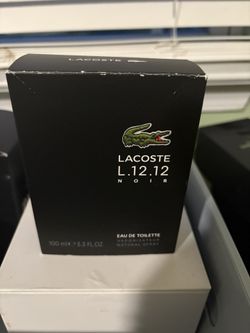 LACOSTE
LACOSTE
L.12.12
NOIR
EAU DE TOILETTE
VAPORISATEUR
NATURAL SPRAY
100 ml e 3.3 FL.OZ